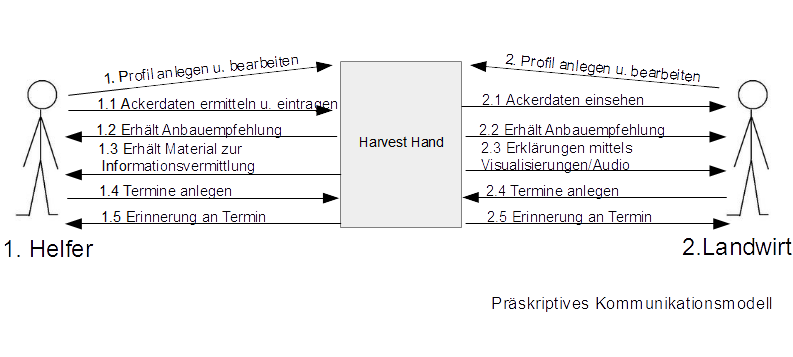 1. Profil anlegen u. bearbeiten
1.1 Ackerdaten ermitteln u. eintragen
1.2 Erhält Anbauempfehlung
1.3 Erhält Material zur
Informationsvermittlung
1.4 Termine anlegen
1.5 Erinnerung an Termin
1. Helfer
Harvest Hand
2. Profil anlegen u. bearbeiten
2.1 Ackerdaten einsehen
2.2 Erhält Anbauempfehlung
2.3 Erklärungen mittels
Visualisierungen/Audio
2.4 Termine anlegen
2.5 Erinnerung an Termin
2.Landwirt
Präskriptives Kommunikationsmodell